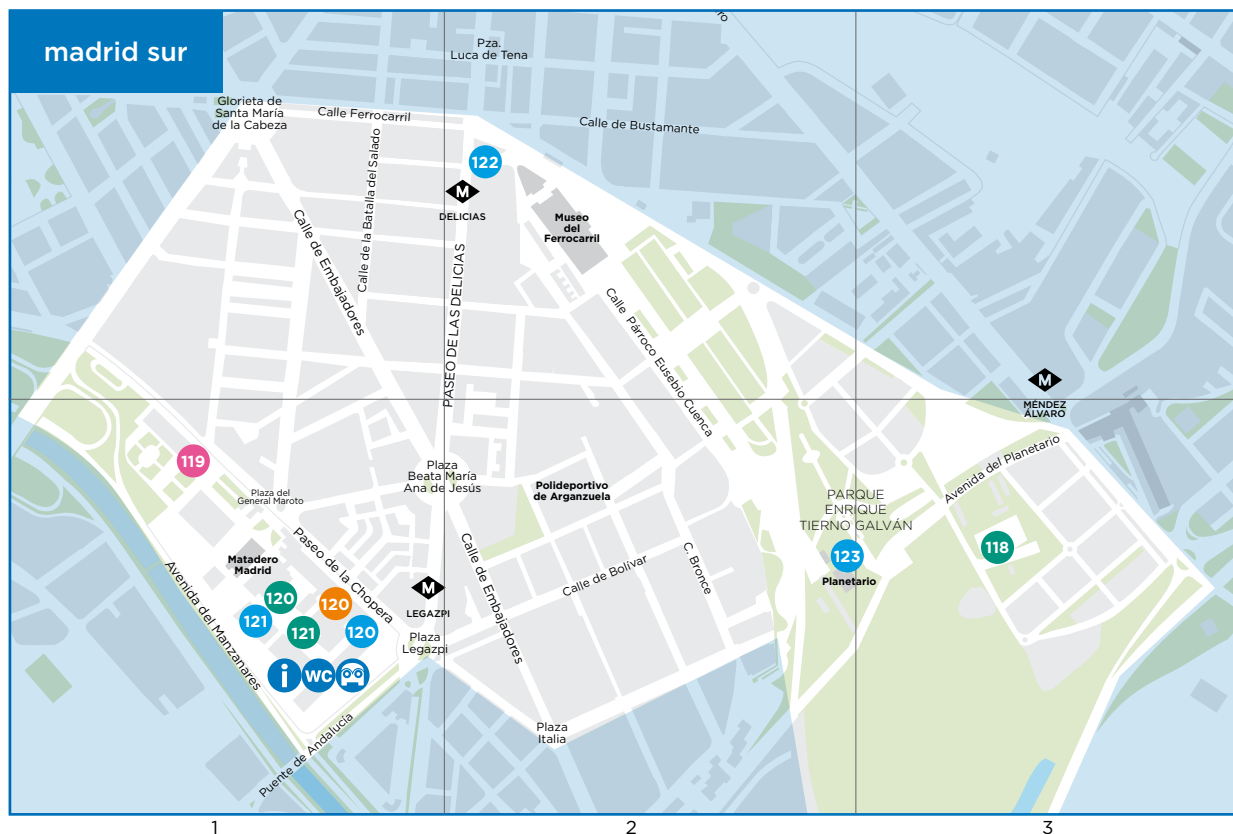 madrid sur
Pza.
Luca de Tena
Glorieta de
Santa María
de la Cabeza
Calle Ferrocarril
Calle de Bustamante
Calle de la Batalla del Salado
122
M
DELICIAS
Museo
del
Ferrocarril
Calle de Embajadores
PASEO DE LAS DELICIAS
Calle Párroco Eusebio Cuenca
M
MÉNDEZ
ÁLVARO
119
Plaza
Beata María
Ana de Jesús
Plaza del
General Maroto
Polideportivo
de Arganzuela
Avenida del Planetario
PARQUE
ENRIQUE
TIERNO GALVÁN
118
123
Planetario
Paseo de la Chopera
Matadero
Madrid
Avenida del Manzanares
Calle de Embajadores
Calle de Bolívar
C. Bronce
M
LEGAZPI
120
120
121
121
120
Plaza
Legazpi
i
WC
Puente de Andalucía
Plaza
Italia
1
2
3